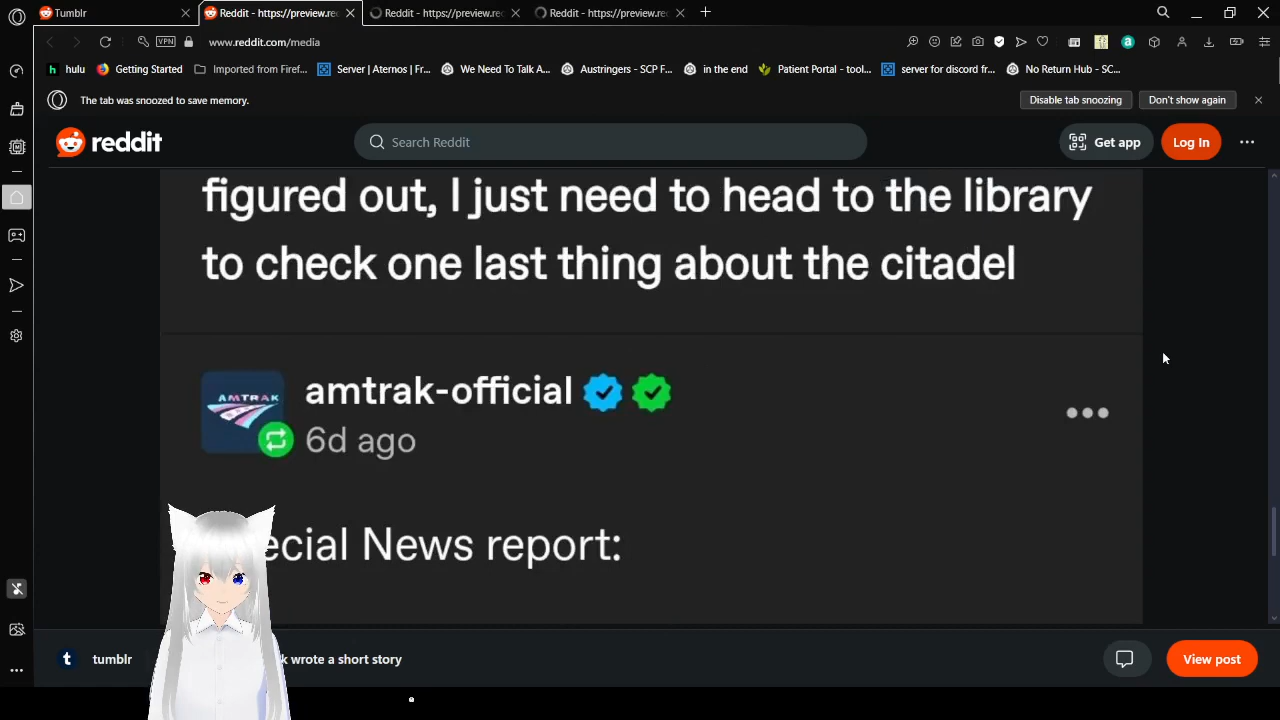 Tumblr
Reddit - https://preview.rec
Reddit - https://preview.rec
Reddit - https://preview.rec
VPN
www.reddit.com/media
h hulu
Getting Started
Imported from Firef...
Server | Aternos | Fr...
We Need To Talk A...
Austringers - SCP F...
in the end
Patient Portal - tool...
server for discord fr...
No Return Hub - SC...
The tab was snoozed to save memory.
Disable tab snoozing
Don't show again
reddit
Search Reddit
Get app
Log In
figured out, I just need to head to the library
to check one last thing about the citadel
AMTRAK
amtrak-official
6d ago
ecial News report:
t tumblr
k wrote a short story
View post